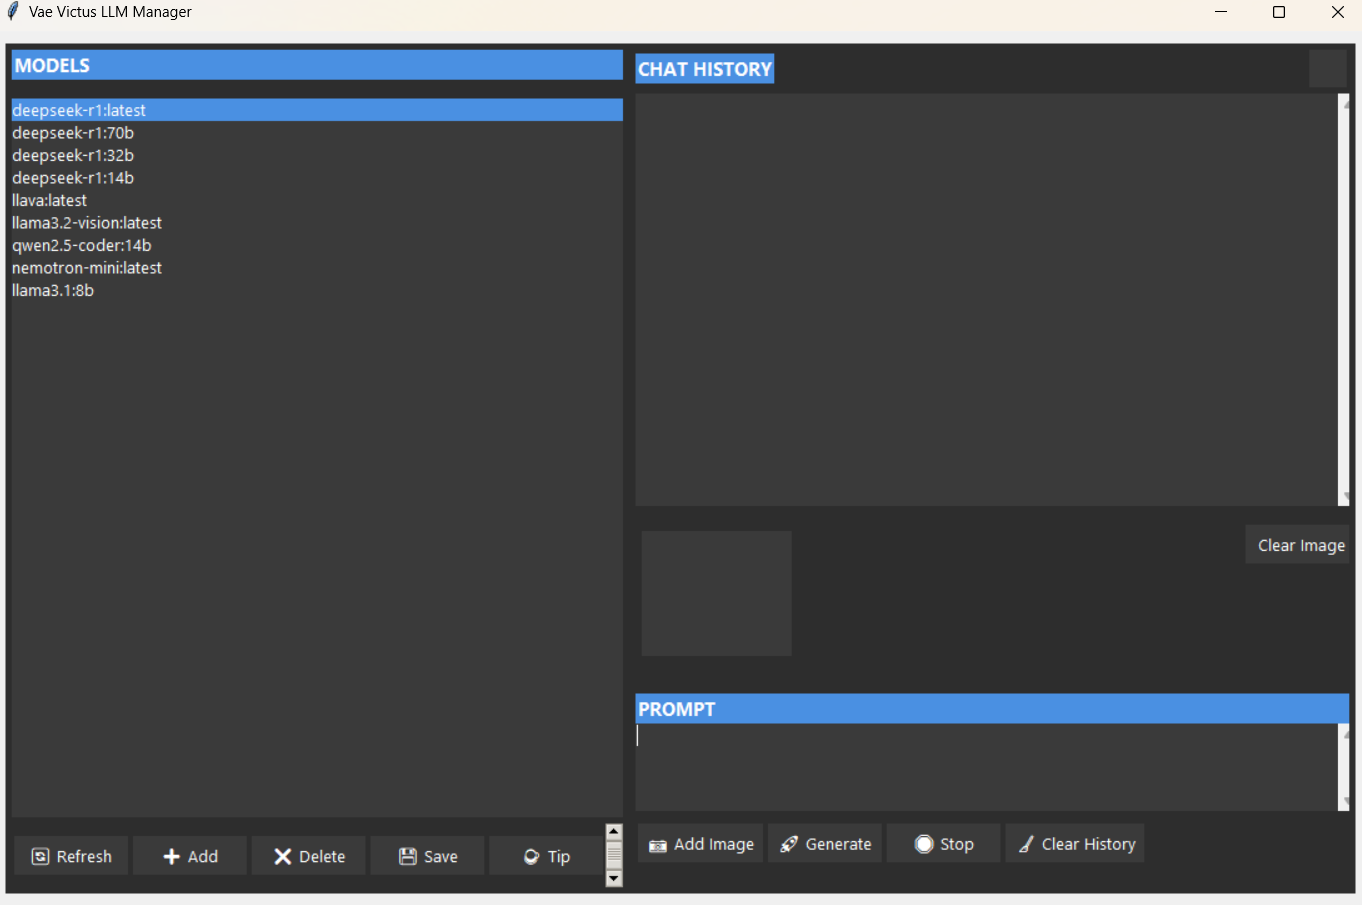 Vae Victus LLM Manager
MODELS
deepseek-r1:latest
deepseek-r1:70b
deepseek-r1:32b
deepseek-r1:14b
llava:latest
llama3.2-vision:latest
qwen2.5-coder:14b
nemotron-mini:latest
llama3.1:8b
Refresh Add Delete Save Tip
CHAT HISTORY
Clear Image
PROMPT
Add Image Generate Stop Clear History